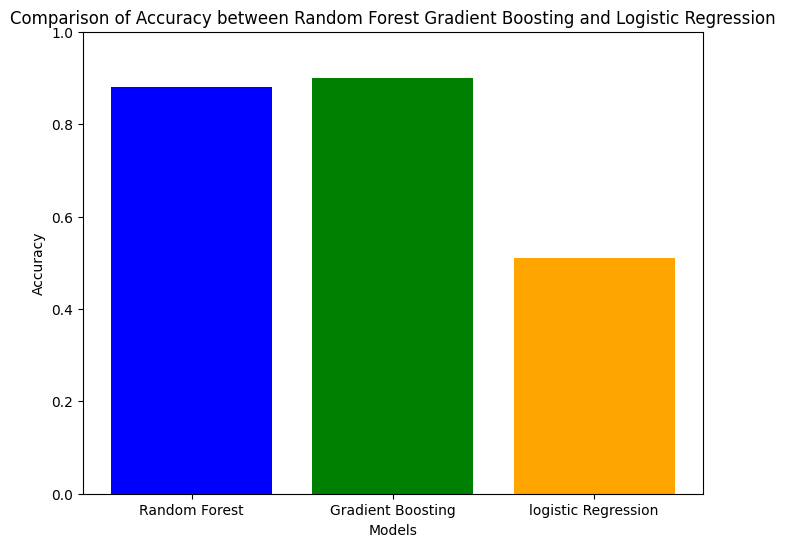 Comparison of Accuracy between Random Forest Gradient Boosting and Logistic Regression
1.0
0.8
0.6
0.4
0.2
0.0
Accuracy
Random Forest
Gradient Boosting
logistic Regression
Models